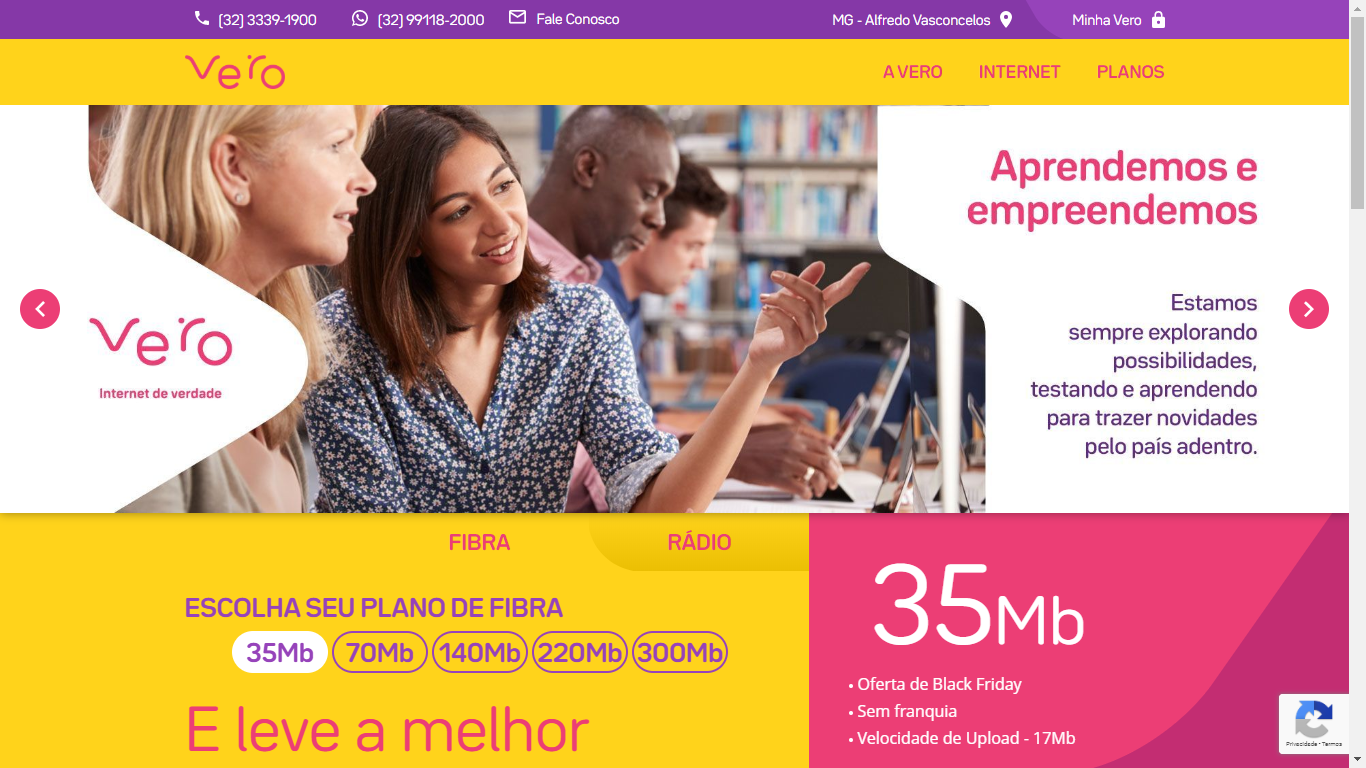 (32) 3339-1900
(32) 99118-2000
Fale Conosco
MG - Alfredo Vasconcelos
Minha Vero
vero
A VERO
INTERNET
PLANOS
Aprendemos e
empreendemos
Estamos
sempre explorando
possibilidades,
testando e aprendendo
para trazer novidades
pelo país adentro.
vero
Internet de verdade
FIBRA
RÁDIO
ESCOLHA SEU PLANO DE FIBRA
35Mb
70Mb
140Mb
220Mb
300Mb
E leve a melhor
35Mb
• Oferta de Black Friday
• Sem franquia
• Velocidade de Upload - 17Mb
Privacidade - Termos